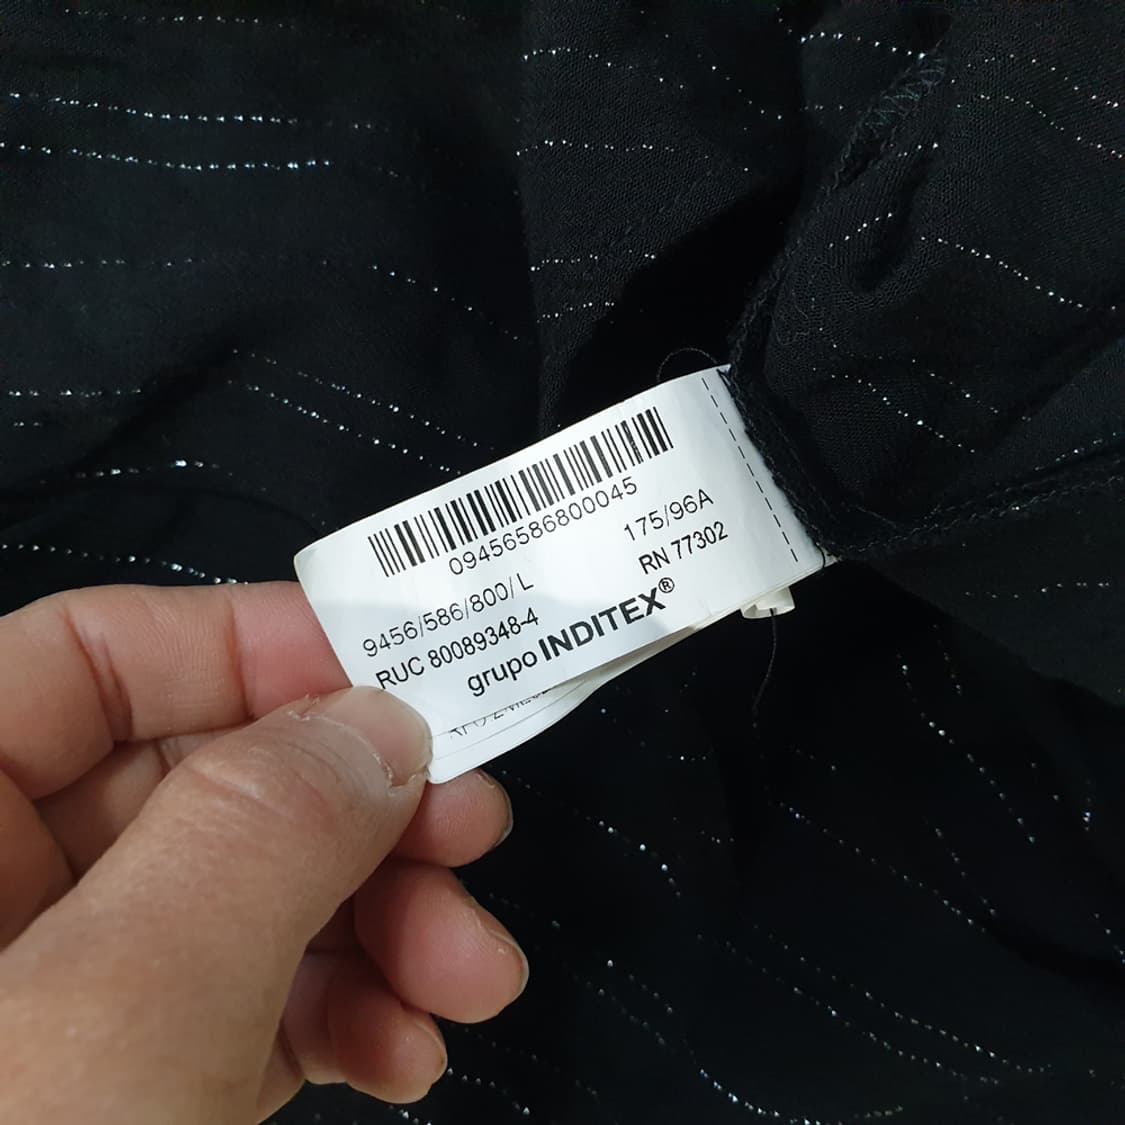 09456586800045
9456/586/800/ L
175/96A
RUC 80089348-4
RN 77302
grupo INDITEX®